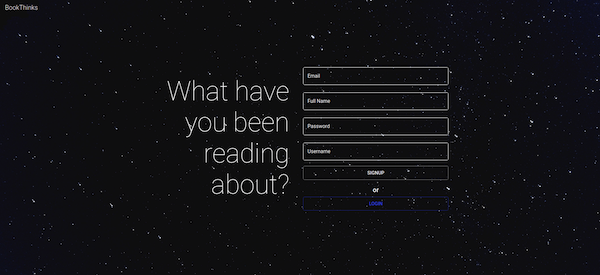 BookThinks
What have
you been
reading
about?
Email
Full Name
Password
Username
SIGNUP
or
LOGIN